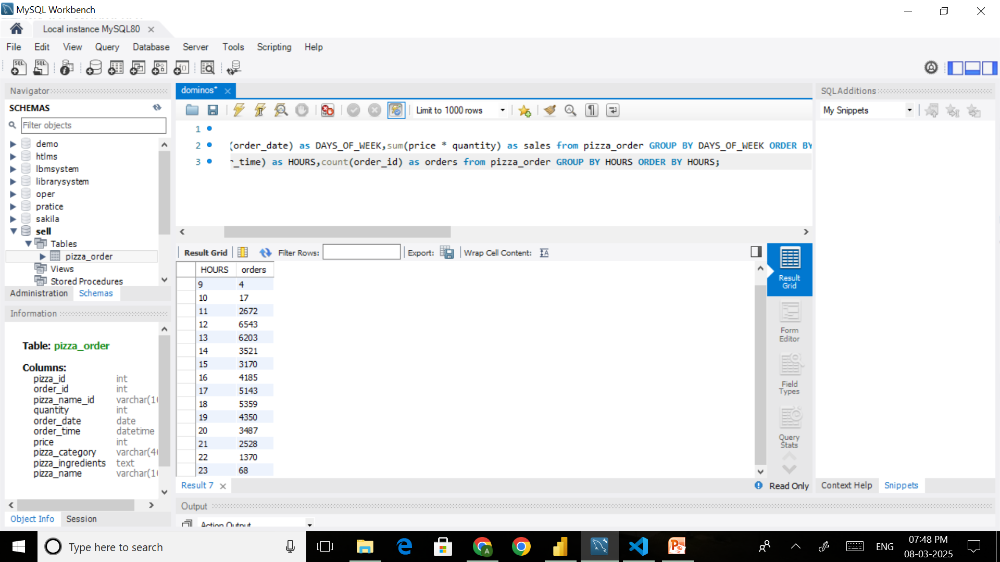 MySQL Workbench
Local instance MySQL80
File Edit View Query Database Server Tools Scripting Help
Navigator
SCHEMAS
Filter objects
demo
htlms
lbmsystem
librarysystem
oper
pratice
sakila
sell
Tables
pizza_order
Views
Stored Procedures
Administration Schemas
Information
Table: pizza_order
Columns:
pizza_id int
order_id int
pizza_name_id varchar(1
quantity int
order_date date
order_time datetime
price int
pizza_category varchar(4
pizza_ingredients text
pizza_name varchar(1
Object Info Session
dominos*
Limit to 1000 rows
1
2 (order_date) as DAYS_OF_WEEK,sum(price * quantity) as sales from pizza_order GROUP BY DAYS_OF_WEEK ORDER BY
3 r_time) as HOURS,count(order_id) as orders from pizza_order GROUP BY HOURS ORDER BY HOURS;
Result Grid Filter Rows: Export: Wrap Cell Content:
HOURS orders
9 4
10 17
11 2672
12 6543
13 6203
14 3521
15 3170
16 4185
17 5143
18 5359
19 4350
20 3487
21 2528
22 1370
23 68
Result Grid
Form Editor
Field Types
Query Stats
Result 7
Read Only
Output
Action Output
SQLAdditions
My Snippets
Context Help Snippets
Type here to search
ENG
07:48 PM
08-03-2025